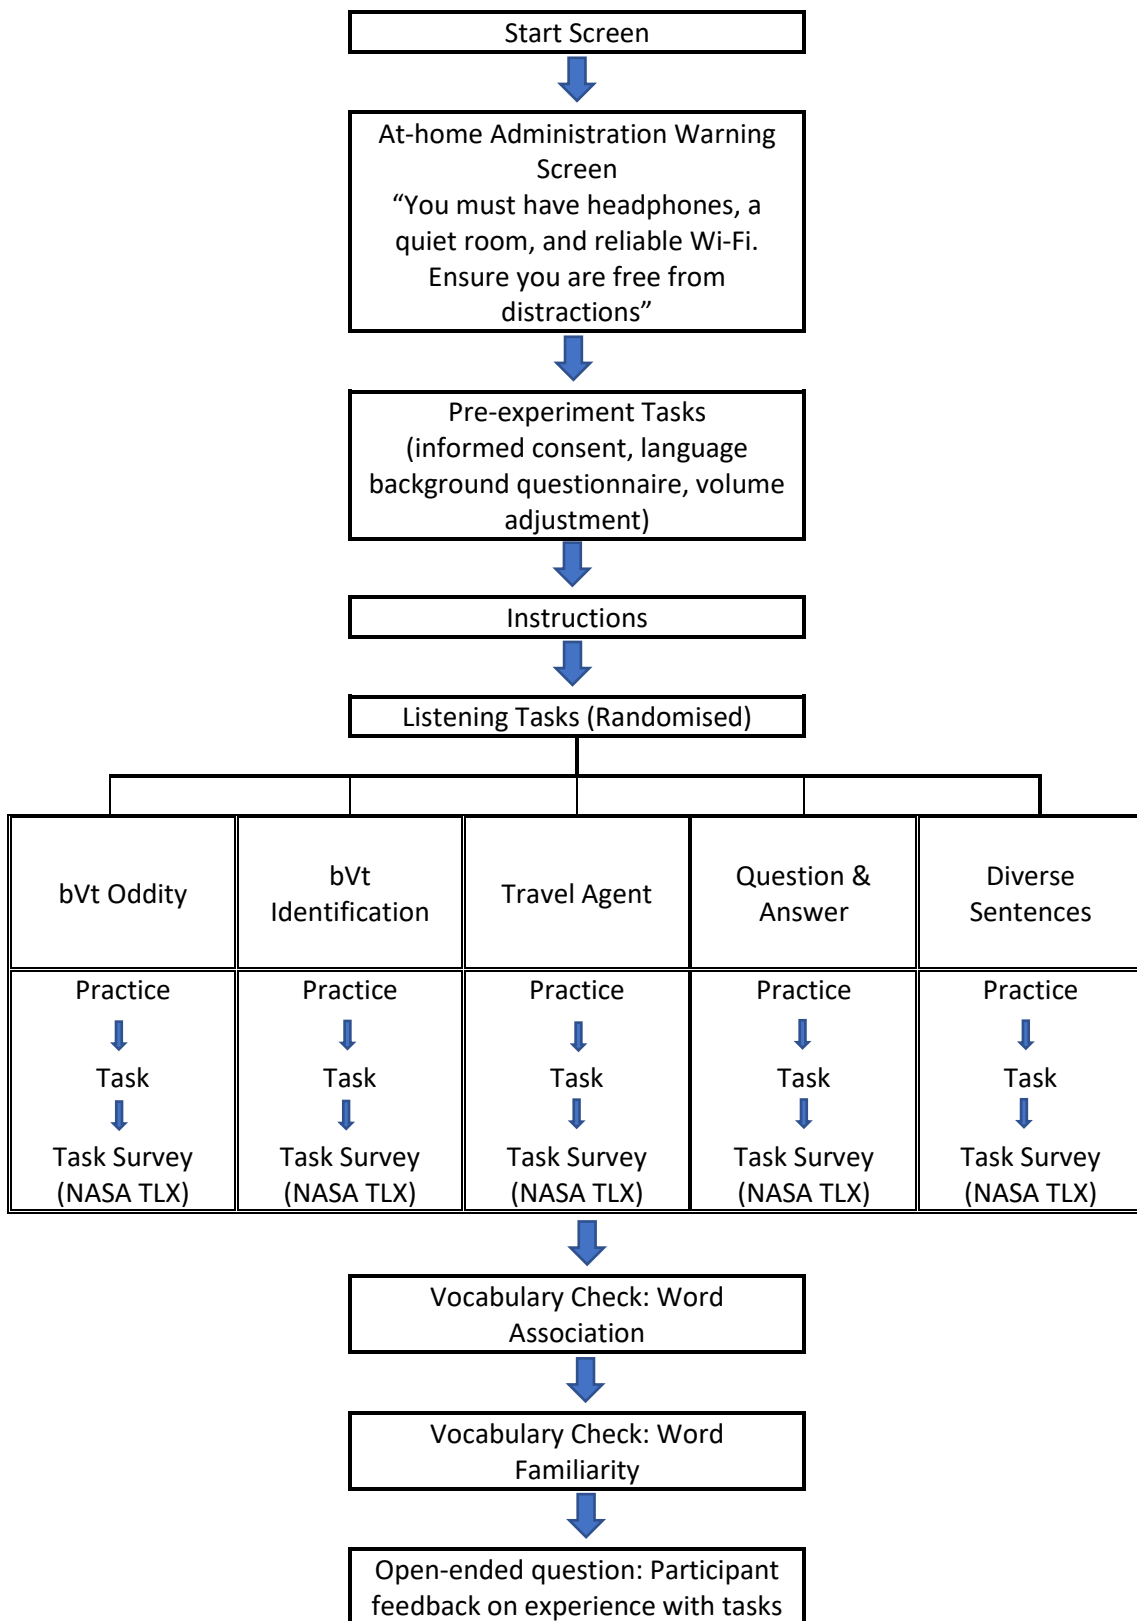 Start Screen
At-home Administration Warning
Screen
“You must have headphones, a
quiet room, and reliable Wi-Fi.
Ensure you are free from
distractions”
Pre-experiment Tasks
(informed consent, language
background questionnaire, volume
adjustment)
Instructions
Listening Tasks (Randomised)
bVt Oddity
bVt
Identification
Travel Agent
Question &
Answer
Diverse
Sentences
Practice
Task
Task Survey
(NASA TLX)
Practice
Task
Task Survey
(NASA TLX)
Practice
Task
Task Survey
(NASA TLX)
Practice
Task
Task Survey
(NASA TLX)
Practice
Task
Task Survey
(NASA TLX)
Vocabulary Check: Word
Association
Vocabulary Check: Word
Familiarity
Open-ended question: Participant
feedback on experience with tasks